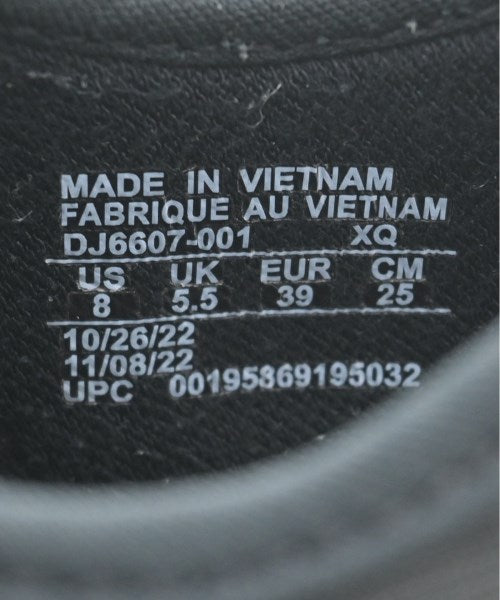 MADE IN VIETNAM
FABRIQUE AU VIETNAM
DJ6607-001 XQ
US UK EUR CM
8 5.5 39 25
10/26/22
11/08/22
UPC 00195869195032